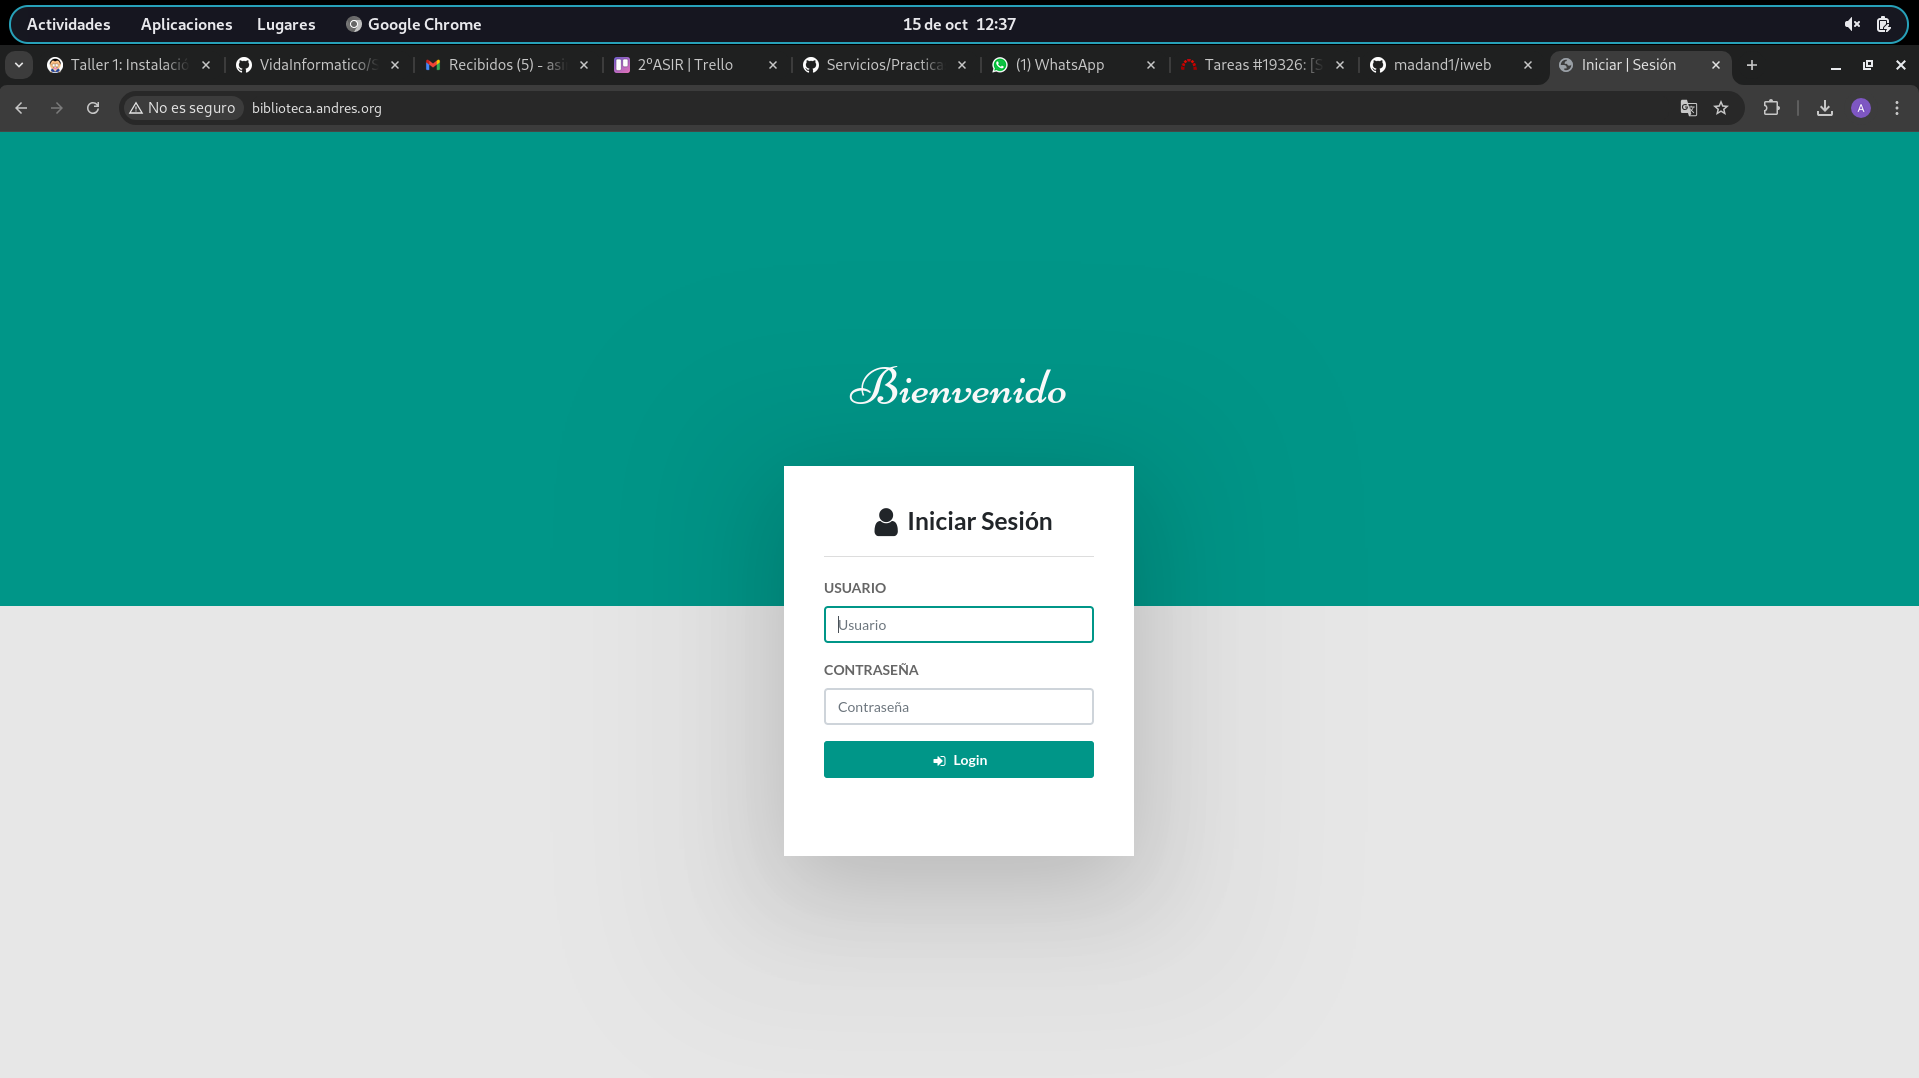 Actividades Aplicaciones Lugares Google Chrome 15 de oct 12:37
Taller 1: Instalació VidaInformatico/S Recibidos (5) - asi 2ºASIR | Trello Servicios/Practica (1) WhatsApp Tareas #19326: [S madand1/iweb Iniciar | Sesión
No es seguro biblioteca.andres.org A
Bienvenido
Iniciar Sesión
USUARIO
Usuario
CONTRASEÑA
Contraseña
Login